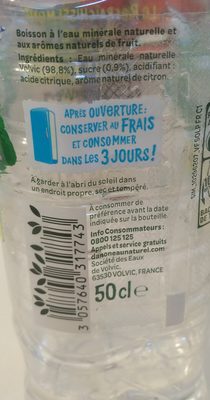 Boisson à l'eau minérale naturelle et
aux arômes naturels de fruit.
Ingrédients : Eau minérale naturelle
Volvic (98,8%), sucre (0,9%), acidifiant :
acide citrique, arôme naturel de citron.
APRÈS OUVERTURE :
CONSERVER AU FRAIS
ET CONSOMMER
DANS LES 3 JOURS !
A garder à l'abri du soleil dans
un endroit propre, sec et tempéré.
A consommer de
préférence avant la date
indiquée sur la bouteille.
Info Consommateurs :
0800 125 125
Appels et service gratuits
danoneaunaturel.com
Société des Eaux
de Volvic,
63530 VOLVIC, FRANCE
50 cl e
3 057640 317743